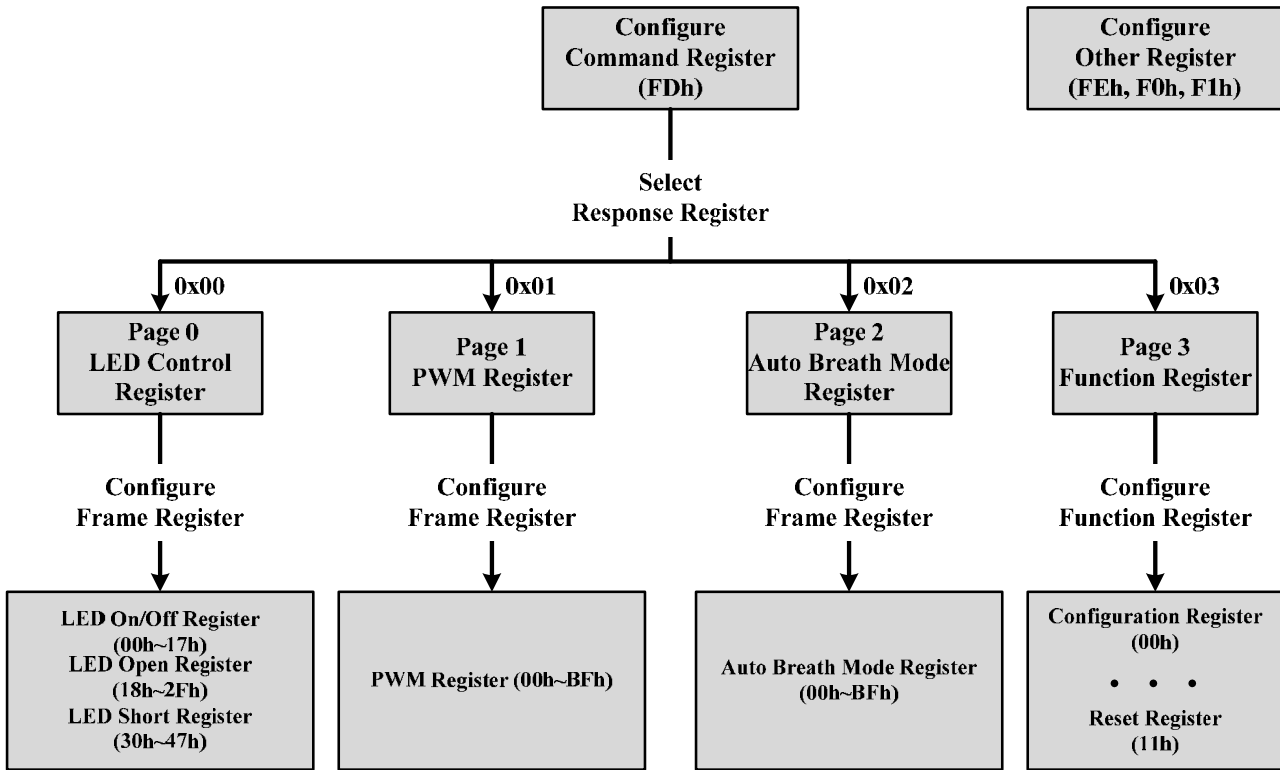 Configure
Command Register
(FDh)
Configure
Other Register
(FEh, F0h, F1h)
Select
Response Register
0x00
0x01
0x02
0x03
Page 0
LED Control
Register
Page 1
PWM Register
Page 2
Auto Breath Mode
Register
Page 3
Function Register
Configure
Frame Register
Configure
Frame Register
Configure
Frame Register
Configure
Function Register
LED On/Off Register
(00h~17h)
LED Open Register
(18h~2Fh)
LED Short Register
(30h~47h)
PWM Register (00h~BFh)
Auto Breath Mode Register
(00h~BFh)
Configuration Register
(00h)
• • •
Reset Register
(11h)